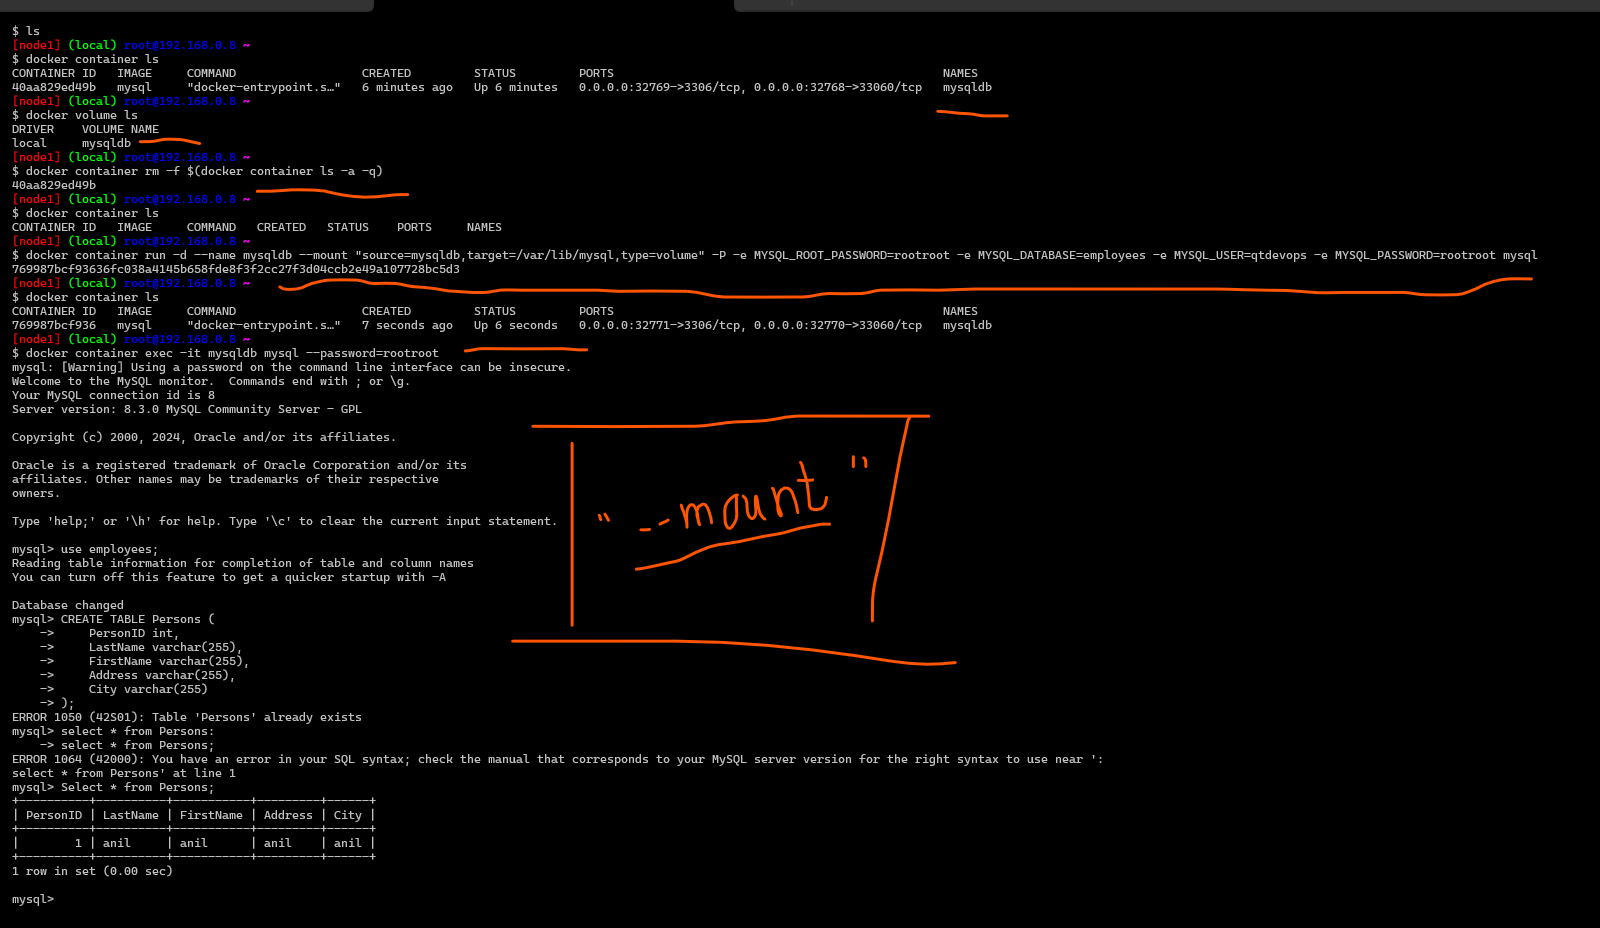 $ ls
[node1] (local) root@192.168.0.8 ~
$ docker container ls
CONTAINER ID   IMAGE     COMMAND                  CREATED         STATUS         PORTS                                               NAMES
40aa829ed49b   mysql     "docker-entrypoint.s…"   6 minutes ago   Up 6 minutes   0.0.0.0:32769->3306/tcp, 0.0.0.0:32768->33060/tcp   mysqldb
[node1] (local) root@192.168.0.8 ~
$ docker volume ls
DRIVER    VOLUME NAME
local     mysqldb
[node1] (local) root@192.168.0.8 ~
$ docker container rm -f $(docker container ls -a -q)
40aa829ed49b
[node1] (local) root@192.168.0.8 ~
$ docker container ls
CONTAINER ID   IMAGE     COMMAND   CREATED   STATUS    PORTS     NAMES
[node1] (local) root@192.168.0.8 ~
$ docker container run -d --name mysqldb --mount "source=mysqldb,target=/var/lib/mysql,type=volume" -P -e MYSQL_ROOT_PASSWORD=rootroot -e MYSQL_DATABASE=employees -e MYSQL_USER=qtdevops -e MYSQL_PASSWORD=rootroot mysql
769987bcf93636fc038a4145b658fde8f3f2cc27f3d04ccb2e49a107728bc5d3
[node1] (local) root@192.168.0.8 ~
$ docker container ls
CONTAINER ID   IMAGE     COMMAND                  CREATED         STATUS         PORTS                                               NAMES
769987bcf936   mysql     "docker-entrypoint.s…"   7 seconds ago   Up 6 seconds   0.0.0.0:32771->3306/tcp, 0.0.0.0:32770->33060/tcp   mysqldb
[node1] (local) root@192.168.0.8 ~
$ docker container exec -it mysqldb mysql --password=rootroot
mysql: [Warning] Using a password on the command line interface can be insecure.
Welcome to the MySQL monitor.  Commands end with ; or \g.
Your MySQL connection id is 8
Server version: 8.3.0 MySQL Community Server - GPL
Copyright (c) 2000, 2024, Oracle and/or its affiliates.
Oracle is a registered trademark of Oracle Corporation and/or its
affiliates. Other names may be trademarks of their respective
owners.
Type 'help;' or '\h' for help. Type '\c' to clear the current input statement.
"--mount"
mysql> use employees;
Reading table information for completion of table and column names
You can turn off this feature to get a quicker startup with -A
Database changed
mysql> CREATE TABLE Persons (
    ->     PersonID int,
    ->     LastName varchar(255),
    ->     FirstName varchar(255),
    ->     Address varchar(255),
    ->     City varchar(255)
    -> );
ERROR 1050 (42S01): Table 'Persons' already exists
mysql> select * from Persons:
    -> select * from Persons;
ERROR 1064 (42000): You have an error in your SQL syntax; check the manual that corresponds to your MySQL server version for the right syntax to use near ':
select * from Persons' at line 1
mysql> Select * from Persons;
+----------+----------+-----------+---------+------+
| PersonID | LastName | FirstName | Address | City |
+----------+----------+-----------+---------+------+
|        1 | anil     | anil      | anil    | anil |
+----------+----------+-----------+---------+------+
1 row in set (0.00 sec)
mysql>